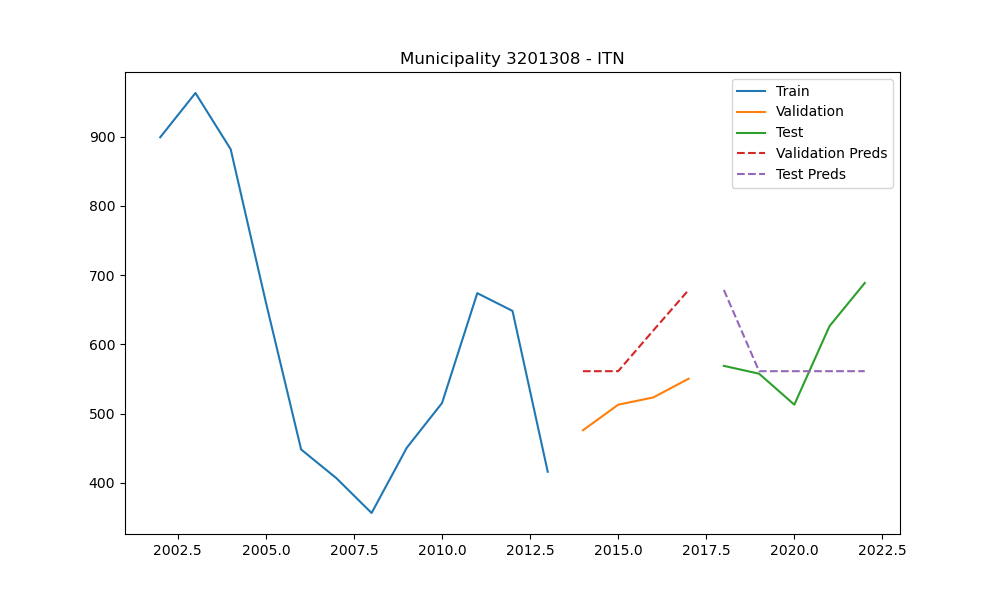 Municipality 3201308 - ITN
Train
Validation
Test
Validation Preds
Test Preds
900
800
700
600
500
400
2002.5 2005.0 2007.5 2010.0 2012.5 2015.0 2017.5 2020.0 2022.5